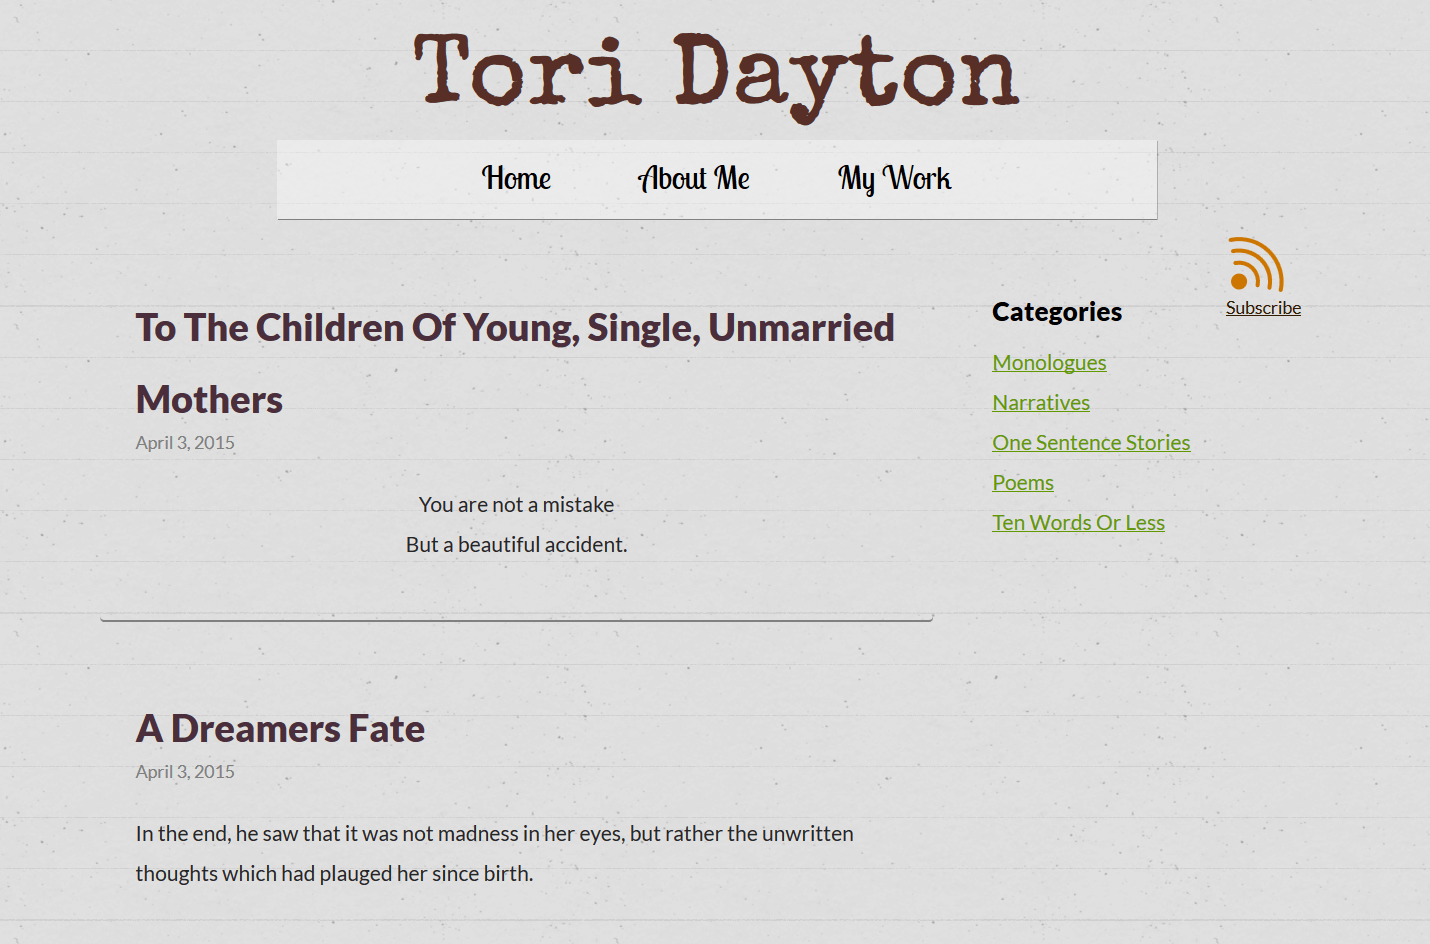 Tori Dayton
Home About Me My Work
Subscribe
To The Children Of Young, Single, Unmarried
Mothers
April 3, 2015
You are not a mistake
But a beautiful accident.
Categories
Monologues
Narratives
One Sentence Stories
Poems
Ten Words Or Less
A Dreamers Fate
April 3, 2015
In the end, he saw that it was not madness in her eyes, but rather the unwritten
thoughts which had plauged her since birth.